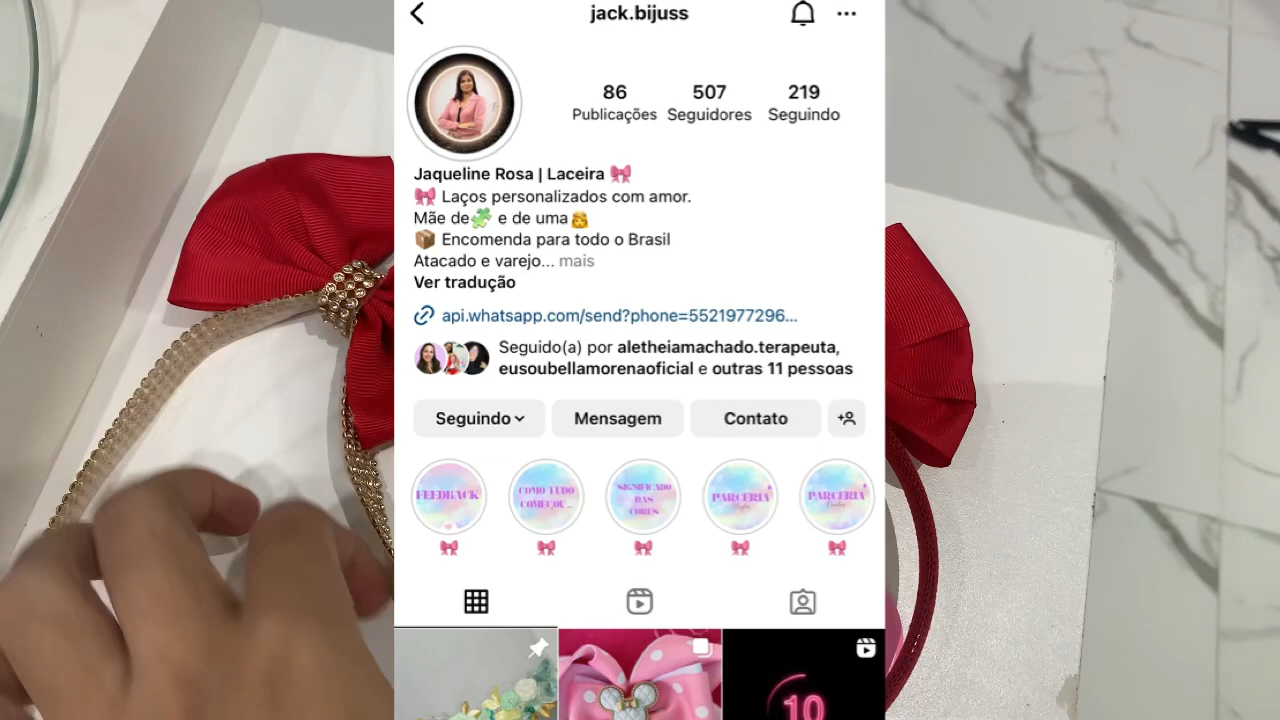 jack.bijuss
86
507
219
Publicações
Seguidores
Seguindo
Jaqueline Rosa | Laceira 🎀
🎀 Laços personalizados com amor.
Mãe de🧩 e de uma👸
📦 Encomenda para todo o Brasil
Atacado e varejo... mais
Ver tradução
api.whatsapp.com/send?phone=5521977296...
Seguido(a) por aletheiamachado.terapeuta,
eusoubellamorenaoficial e outras 11 pessoas
Seguindo
Mensagem
Contato
FEEDBACK
COMO TUDO
COMEÇOU...
SIGNIFICADO
DAS
CORES
PARCERIA
PARCERIA
🎀
🎀
🎀
🎀
🎀
10